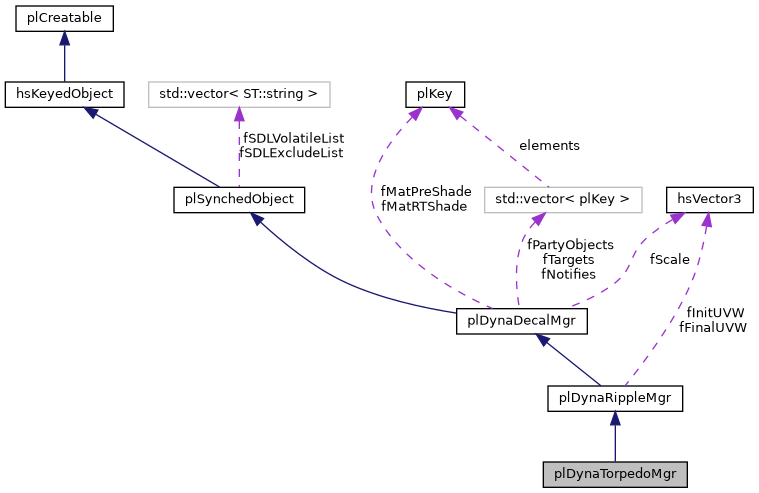 plCreatable
hsKeyedObject
std::vector< ST::string >
plKey
fSDLVolatileList
fSDLExcludeList
elements
plSynchedObject
fMatPreShade
fMatRTShade
std::vector< plKey >
hsVector3
fPartyObjects
fTargets
fNotifies
fScale
plDynaDecalMgr
fInitUVW
fFinalUVW
plDynaRippleMgr
plDynaTorpedoMgr